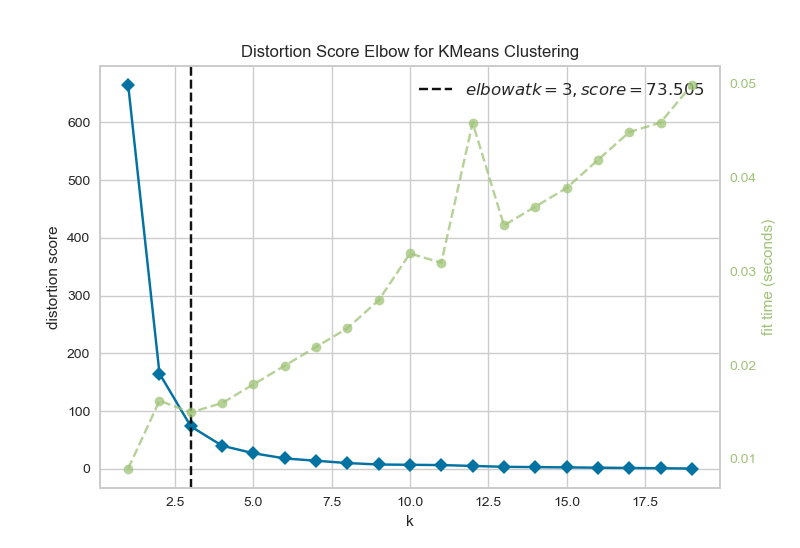 Distortion Score Elbow for KMeans Clustering
elbowatk = 3, score = 73.505
distortion score
600
500
400
300
200
100
0
0.05
0.04
0.03
0.02
0.01
fit time (seconds)
2.5 5.0 7.5 10.0 12.5 15.0 17.5
k